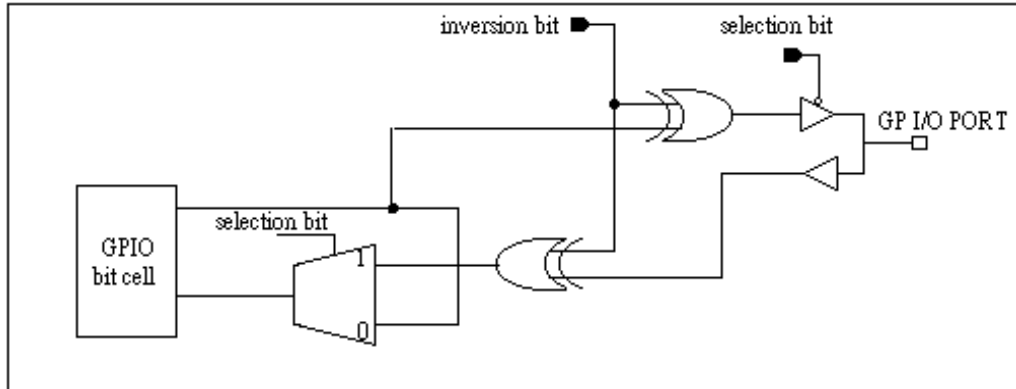 inversion bit
selection bit
GP I/O PORT
selection bit
GPIO
bit cell
1
0